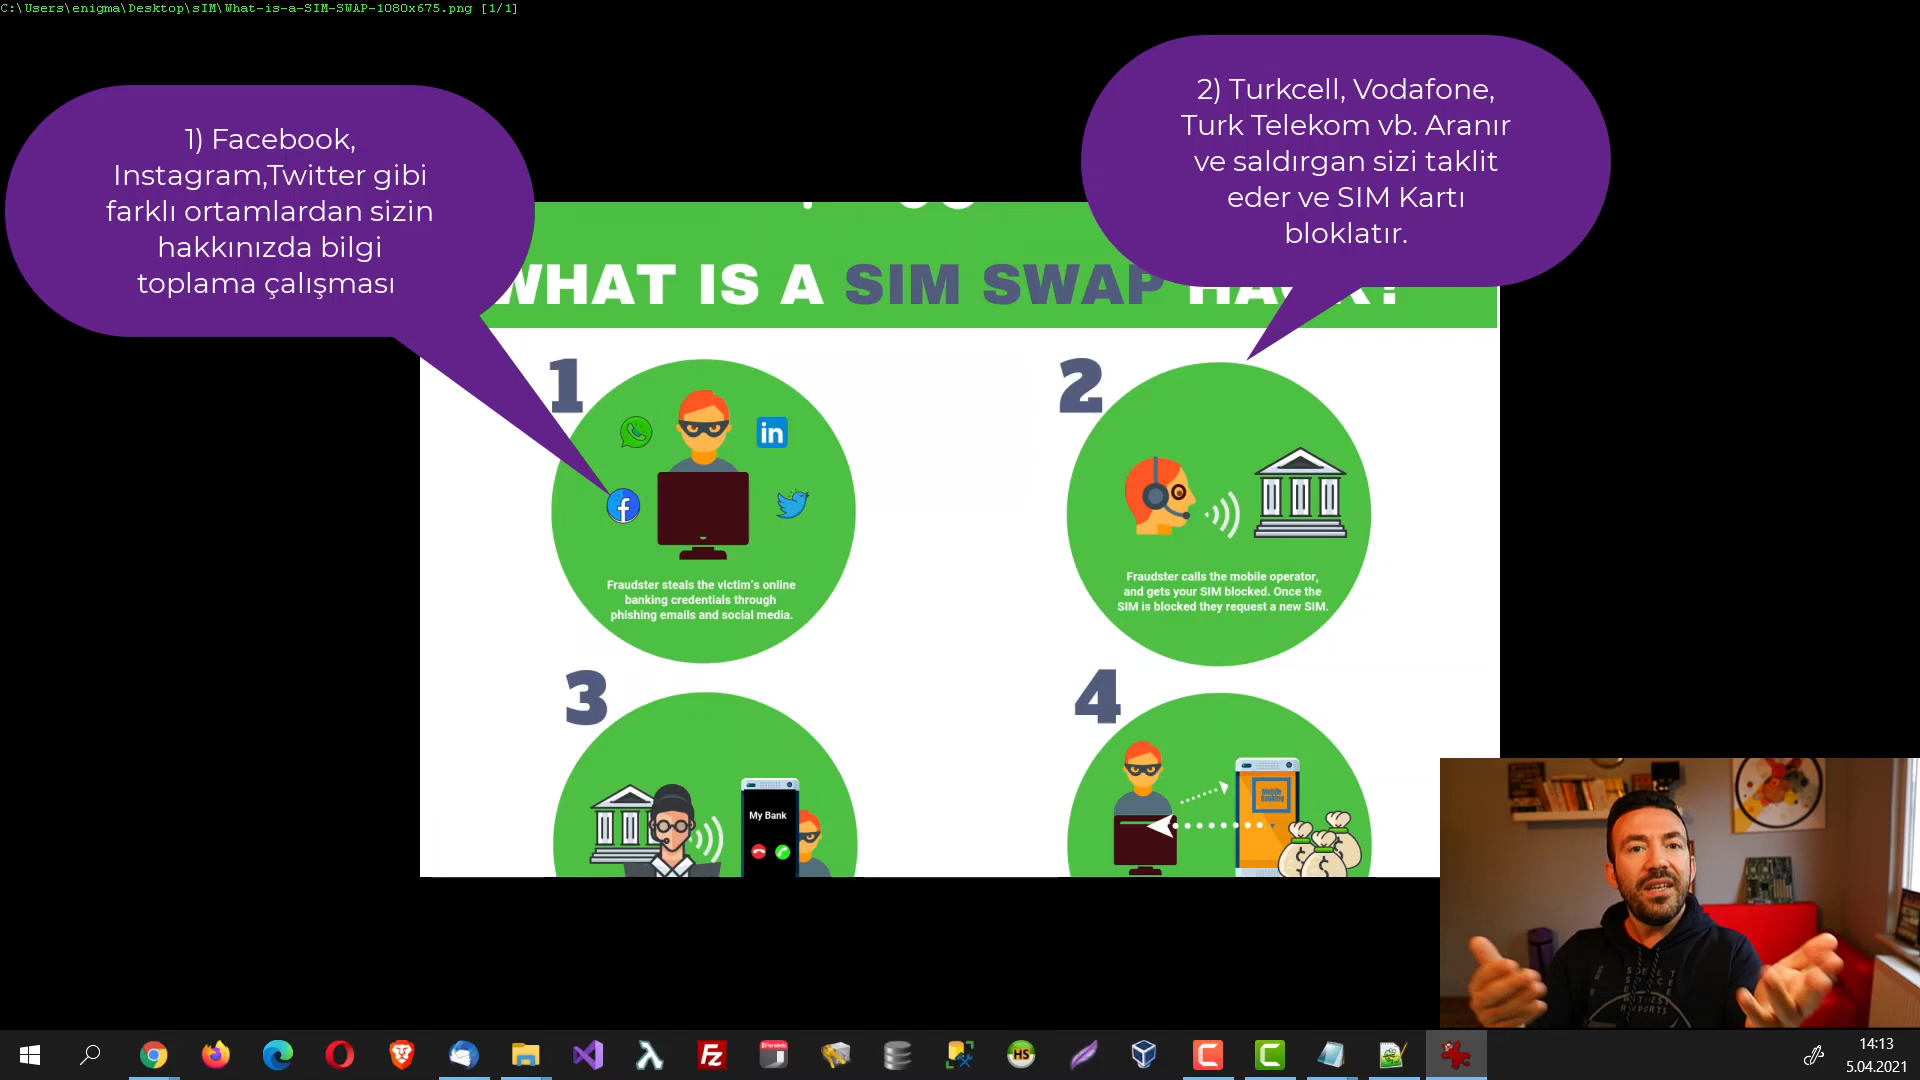 C:\Users\enigma\Desktop\sIM\What-is-a-SIM-SWAP-1080x675.png [1/1]
1) Facebook,
Instagram,Twitter gibi
farklı ortamlardan sizin
hakkınızda bilgi
toplama çalışması
2) Turkcell, Vodafone,
Turk Telekom vb. Aranır
ve saldırgan sizi taklit
eder ve SIM Kartı
bloklatır.
WHAT IS A SIM SWAP
1
in
f
Fraudster steals the victim's online
banking credentials through
phishing emails and social media.
2
Fraudster calls the mobile operator,
and gets your SIM blocked. Once the
SIM is blocked they request a new SIM.
3
My Bank
4
Mobile
Banking
14:13
5.04.2021